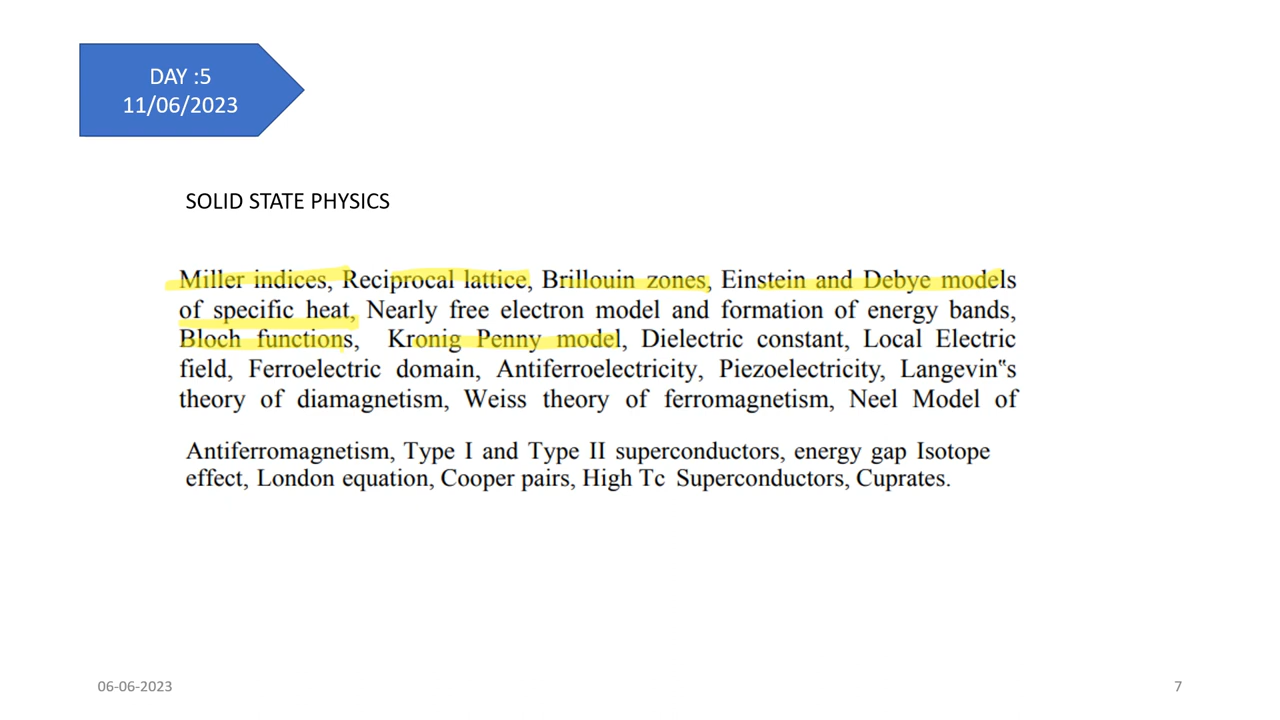 DAY :5
11/06/2023
SOLID STATE PHYSICS
Miller indices, Reciprocal lattice, Brillouin zones, Einstein and Debye models
of specific heat, Nearly free electron model and formation of energy bands,
Bloch functions, Kronig Penny model, Dielectric constant, Local Electric
field, Ferroelectric domain, Antiferroelectricity, Piezoelectricity, Langevin‟s
theory of diamagnetism, Weiss theory of ferromagnetism, Neel Model of
Antiferromagnetism, Type I and Type II superconductors, energy gap Isotope
effect, London equation, Cooper pairs, High Tc Superconductors, Cuprates.
06-06-2023
7